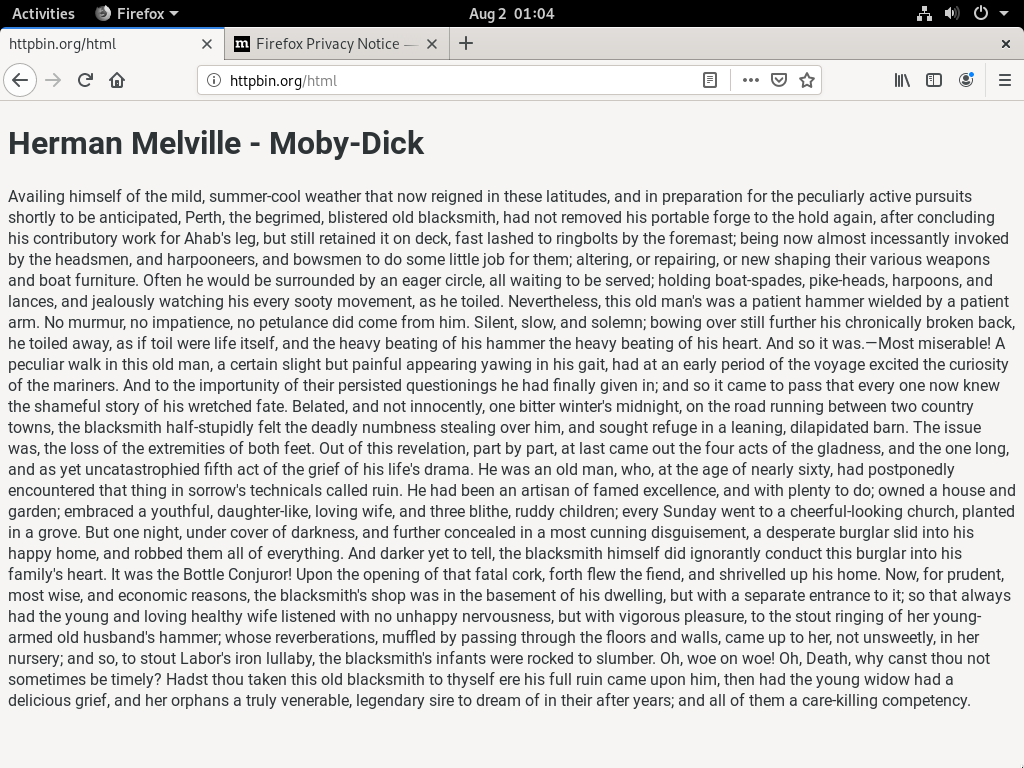 Activities
Firefox
Aug 2 01:04
httpbin.org/html
Firefox Privacy Notice —
httpbin.org/html
Herman Melville - Moby-Dick
Availing himself of the mild, summer-cool weather that now reigned in these latitudes, and in preparation for the peculiarly active pursuits
shortly to be anticipated, Perth, the begrimed, blistered old blacksmith, had not removed his portable forge to the hold again, after concluding
his contributory work for Ahab's leg, but still retained it on deck, fast lashed to ringbolts by the foremast; being now almost incessantly invoked
by the headsmen, and harpooneers, and bowsmen to do some little job for them; altering, or repairing, or new shaping their various weapons
and boat furniture. Often he would be surrounded by an eager circle, all waiting to be served; holding boat-spades, pike-heads, harpoons, and
lances, and jealously watching his every sooty movement, as he toiled. Nevertheless, this old man's was a patient hammer wielded by a patient
arm. No murmur, no impatience, no petulance did come from him. Silent, slow, and solemn; bowing over still further his chronically broken back,
he toiled away, as if toil were life itself, and the heavy beating of his hammer the heavy beating of his heart. And so it was.—Most miserable! A
peculiar walk in this old man, a certain slight but painful appearing yawing in his gait, had at an early period of the voyage excited the curiosity
of the mariners. And to the importunity of their persisted questionings he had finally given in; and so it came to pass that every one now knew
the shameful story of his wretched fate. Belated, and not innocently, one bitter winter's midnight, on the road running between two country
towns, the blacksmith half-stupidly felt the deadly numbness stealing over him, and sought refuge in a leaning, dilapidated barn. The issue
was, the loss of the extremities of both feet. Out of this revelation, part by part, at last came out the four acts of the gladness, and the one long,
and as yet uncatastrophied fifth act of the grief of his life's drama. He was an old man, who, at the age of nearly sixty, had postponedly
encountered that thing in sorrow's technicals called ruin. He had been an artisan of famed excellence, and with plenty to do; owned a house and
garden; embraced a youthful, daughter-like, loving wife, and three blithe, ruddy children; every Sunday went to a cheerful-looking church, planted
in a grove. But one night, under cover of darkness, and further concealed in a most cunning disguisement, a desperate burglar slid into his
happy home, and robbed them all of everything. And darker yet to tell, the blacksmith himself did ignorantly conduct this burglar into his
family's heart. It was the Bottle Conjuror! Upon the opening of that fatal cork, forth flew the fiend, and shrivelled up his home. Now, for prudent,
most wise, and economic reasons, the blacksmith's shop was in the basement of his dwelling, but with a separate entrance to it; so that always
had the young and loving healthy wife listened with no unhappy nervousness, but with vigorous pleasure, to the stout ringing of her young-
armed old husband's hammer; whose reverberations, muffled by passing through the floors and walls, came up to her, not unsweetly, in her
nursery; and so, to stout Labor's iron lullaby, the blacksmith's infants were rocked to slumber. Oh, woe on woe! Oh, Death, why canst thou not
sometimes be timely? Hadst thou taken this old blacksmith to thyself ere his full ruin came upon him, then had the young widow had a
delicious grief, and her orphans a truly venerable, legendary sire to dream of in their after years; and all of them a care-killing competency.